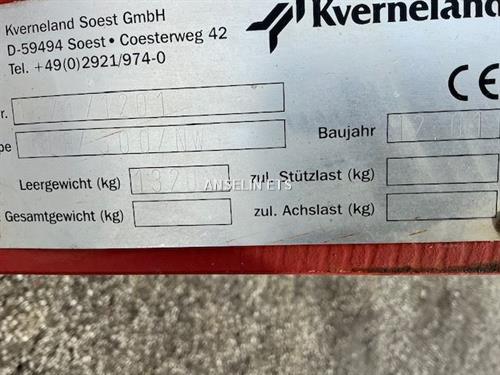 Kverneland Soest GmbH
D-59494 Soest • Coesterweg 42
Tel. +49(0)2921/974-0
Kverneland
CE
Baujahr
Leergewicht (kg) 1320
ANSELIN ETS
zul. Stützlast (kg)
Gesamtgewicht (kg)
zul. Achslast (kg)